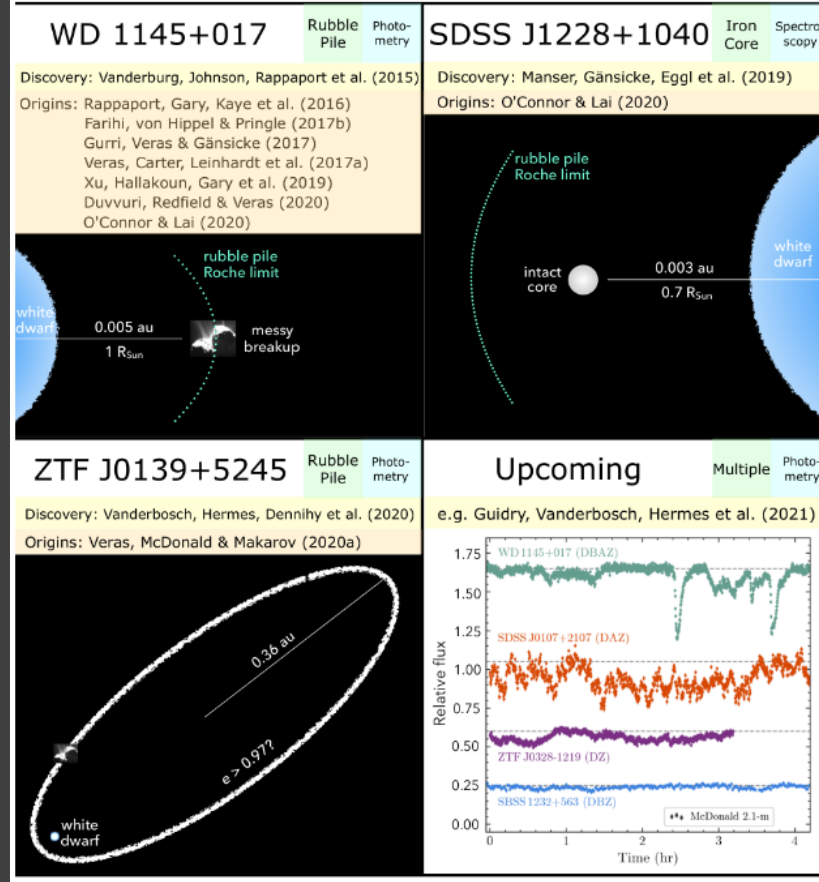 WD 1145+017
Rubble
Pile
Photo-
metry
Discovery: Vanderburg, Johnson, Rappaport et al. (2015)
Origins: Rappaport, Gary, Kaye et al. (2016)
Farihi, von Hippel & Pringle (2017b)
Gurri, Veras & Gänsicke (2017)
Veras, Carter, Leinhardt et al. (2017a)
Xu, Hallakoun, Gary et al. (2019)
Duvvuri, Redfield & Veras (2020)
O'Connor & Lai (2020)
rubble pile
Roche limit
white
dwarf
0.005 au
1 RSun
messy
breakup
SDSS J1228+1040
Iron
Core
Spectro
scopy
Discovery: Manser, Gänsicke, Eggl et al. (2019)
Origins: O'Connor & Lai (2020)
rubble pile
Roche limit
intact
core
0.003 au
0.7 RSun
white
dwarf
ZTF J0139+5245
Rubble
Pile
Photo-
metry
Discovery: Vanderbosch, Hermes, Dennihy et al. (2020)
Origins: Veras, McDonald & Makarov (2020a)
0.36 au
e > 0.97?
white
dwarf
Upcoming
Multiple
Photo-
metry
e.g. Guidry, Vanderbosch, Hermes et al. (2021)
Relative flux
1.75
1.50
1.25
1.00
0.75
0.50
0.25
0.00
WD 1145+017 (DBAZ)
SDSS J0107+2107 (DAZ)
ZTF J0328-1219 (DZ)
SBSS 1232+563 (DBZ)
McDonald 2.1-m
0 1 2 3 4
Time (hr)